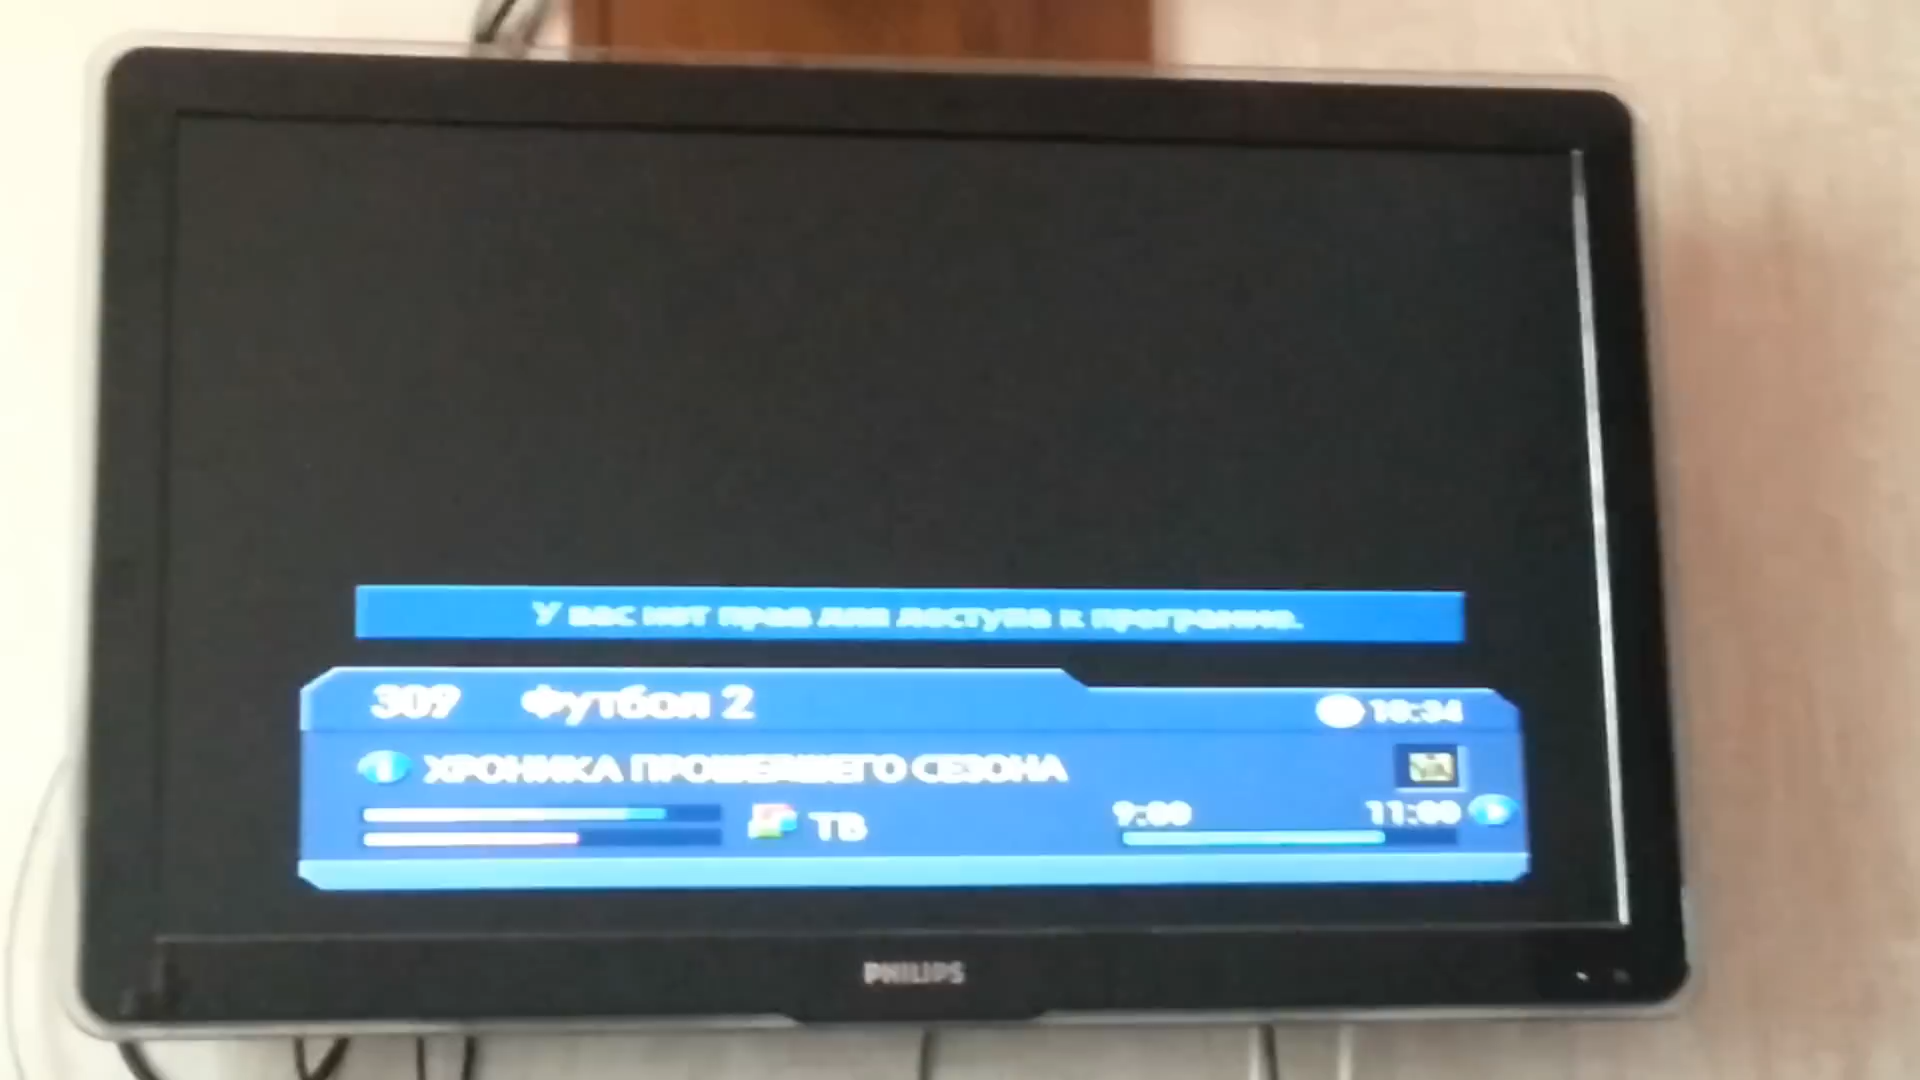 У вас нет прав для доступа к программе.
309 Футбол 2 10:34
ХРОНИКА ПРОШЕДШЕГО СЕЗОНА
ТВ 9:00 11:00
PHILIPS